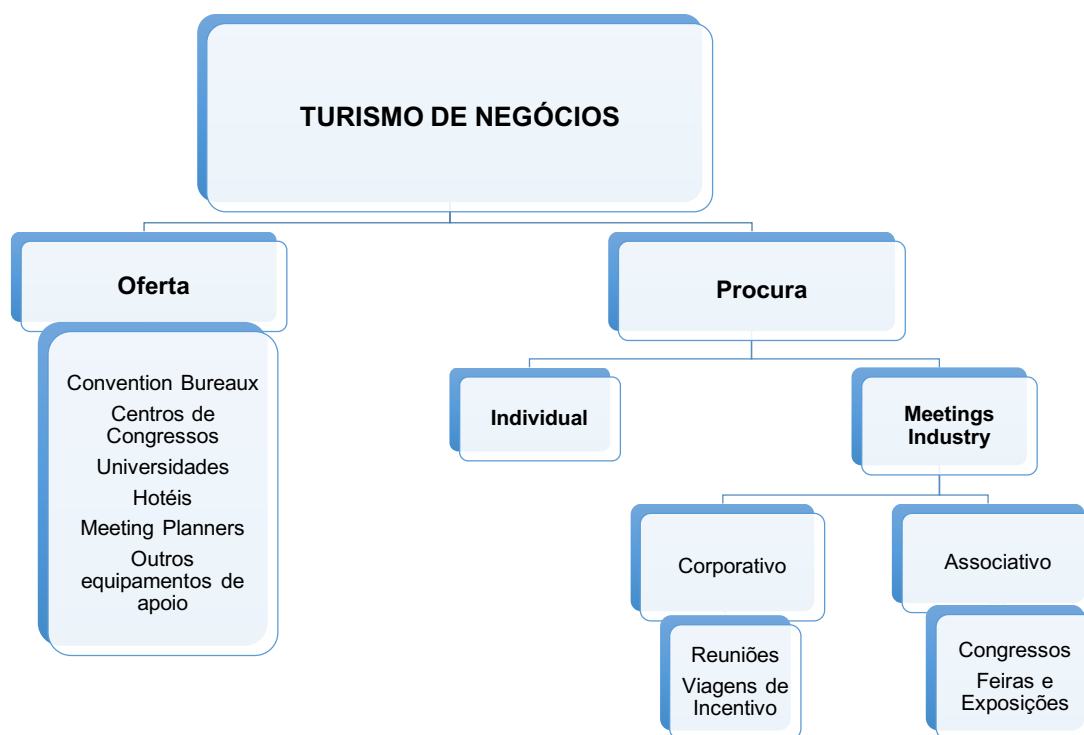 TURISMO DE NEGÓCIOS
Oferta
Convention Bureaux
Centros de
Congressos
Universidades
Hotéis
Meeting Planners
Outros
equipamentos de
apoio
Procura
Individual
Meetings
Industry
Corporativo
Reuniões
Viagens de
Incentivo
Associativo
Congressos
Feiras e
Exposições